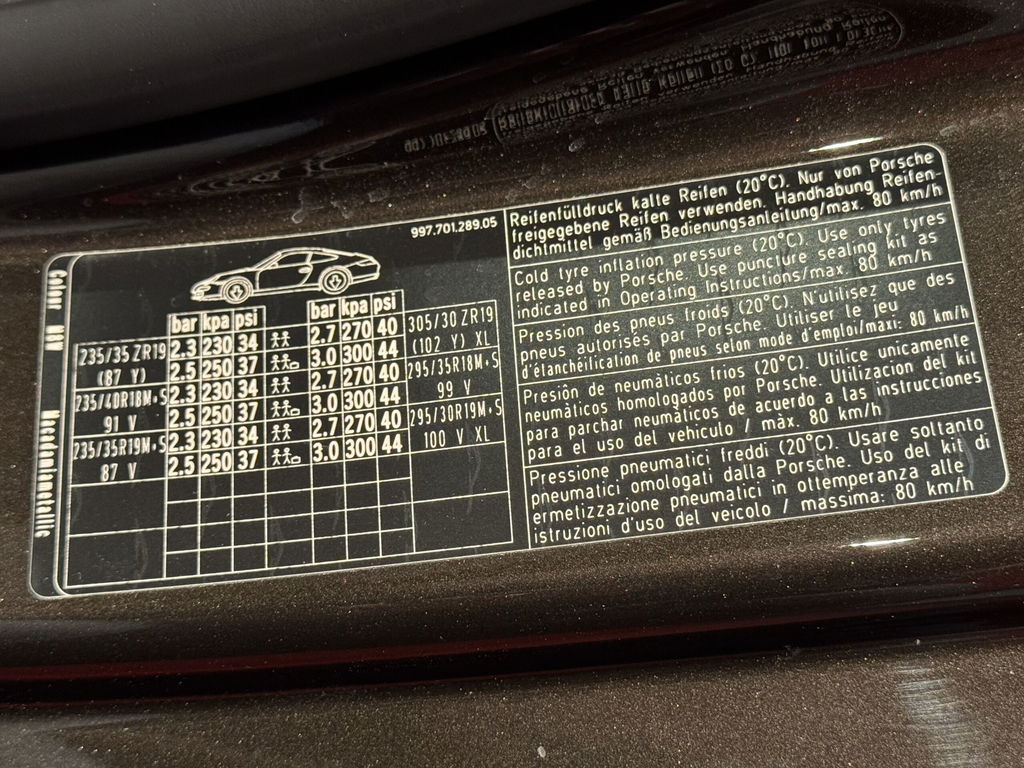 997.701.289.05
Color M8U Macadamiametallic
bar kpa psi bar kpa psi
235/35 ZR19 2.3 230 34 2.7 270 40 305/30 ZR19
(87 Y) 2.5 250 37 3.0 300 44 (102 Y) XL
235/40R18M+S 2.3 230 34 2.7 270 40 295/35R18M+S
91 V 2.5 250 37 3.0 300 44 99 V
235/35R19M+S 2.3 230 34 2.7 270 40 295/30R19M+S
87 V 2.5 250 37 3.0 300 44 100 V XL
Reifenfülldruck kalte Reifen (20°C). Nur von Porsche
freigegebene Reifen verwenden. Handhabung Reifen-
dichtmittel gemäß Bedienungsanleitung/max. 80 km/h
Cold tyre inflation pressure (20°C). Use only tyres
released by Porsche. Use puncture sealing kit as
indicated in Operating Instructions/max. 80 km/h
Pression des pneus froids (20°C). N'utilisez que des
pneus autorisés par Porsche. Utiliser le jeu
d'étanchéilication de pneus selon mode d'emploi/maxi: 80 km/h
Presión de neumáticos frios (20°C). Utilice unicamente
neumàticos homologados por Porsche. Utilizacion del kit
para parchar neumáticos de acuerdo a las instrucciones
para el uso del vehiculo / máx. 80 km/h
Pressione pneumatici freddi (20°C). Usare soltanto
pneumatici omologati dalla Porsche. Uso del kit di
ermetizzazione pneumatici in ottemperanza alle
istruzioni d'uso del veicolo / massima: 80 km/h